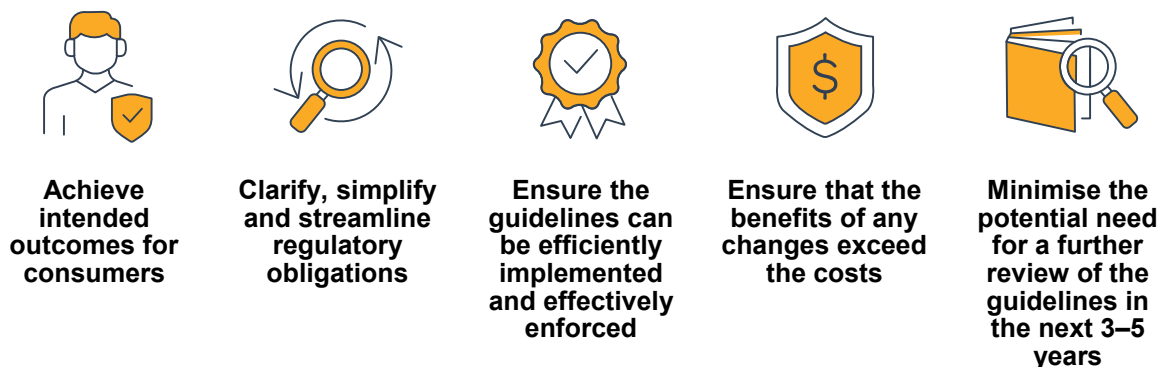 Achieve
intended
outcomes for
consumers
Clarify, simplify
and streamline
regulatory
obligations
Ensure the
guidelines can
be efficiently
implemented
and effectively
enforced
$
Ensure that the
benefits of any
changes exceed
the costs
Minimise the
potential need
for a further
review of the
guidelines in
the next 3–5
years